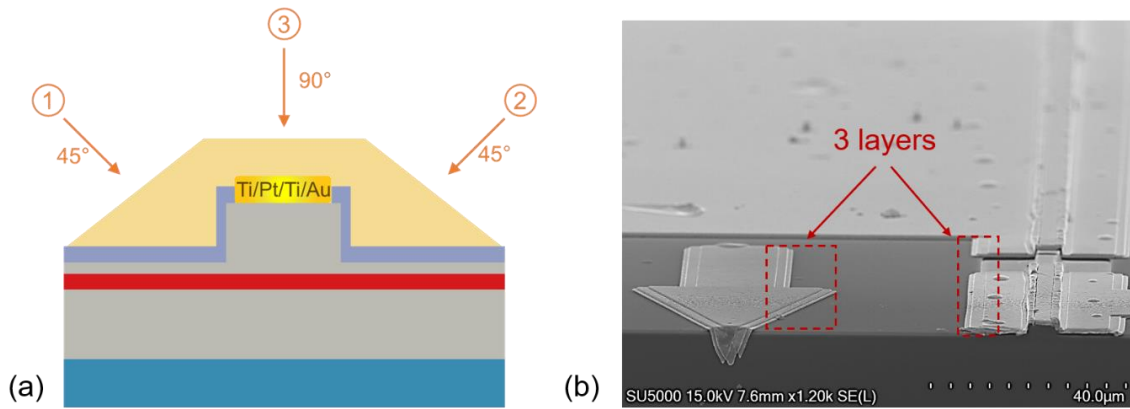 ③
90°
①
②
45°
45°
Ti/Pt/Ti/Au
(a)
3 layers
SU5000 15.0kV 7.6mm x1.20k SE(L)
40.0μm
(b)